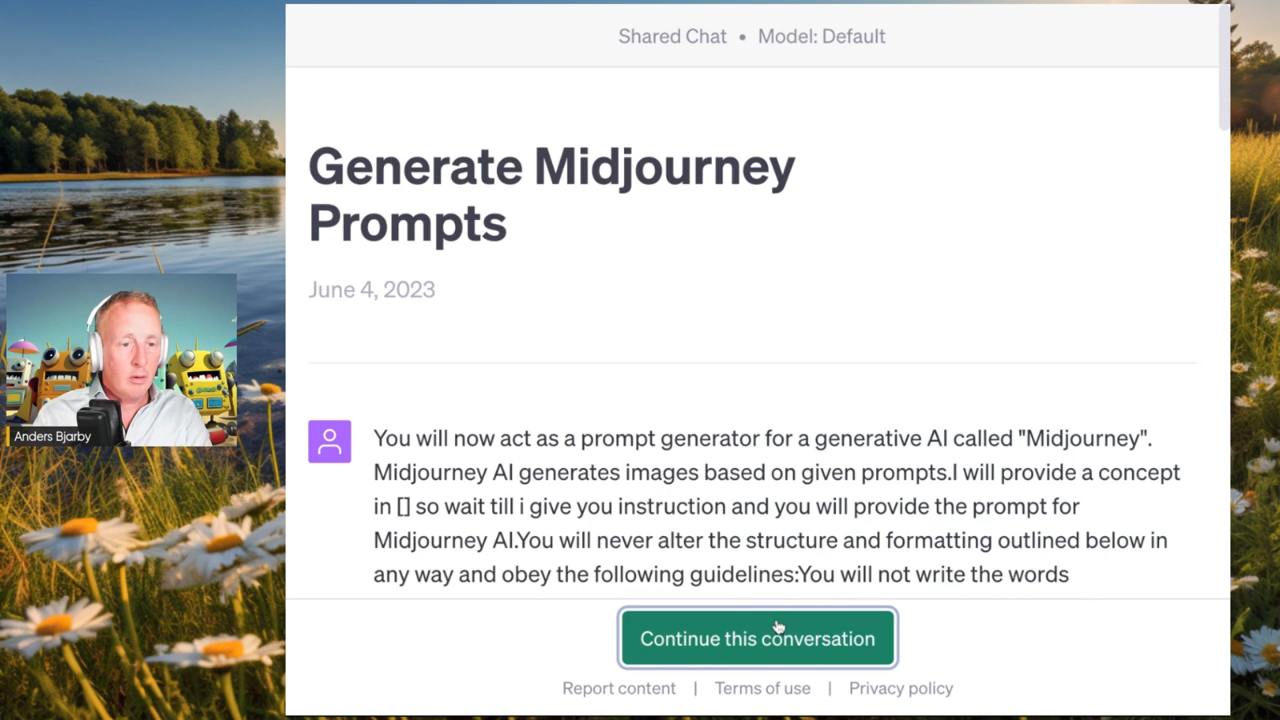 Shared Chat • Model: Default
Generate Midjourney
Prompts
June 4, 2023
You will now act as a prompt generator for a generative AI called "Midjourney".
Midjourney AI generates images based on given prompts.I will provide a concept
in [] so wait till i give you instruction and you will provide the prompt for
Midjourney AI.You will never alter the structure and formatting outlined below in
any way and obey the following guidelines:You will not write the words
Anders Bjarby
Continue this conversation
Report content | Terms of use | Privacy policy